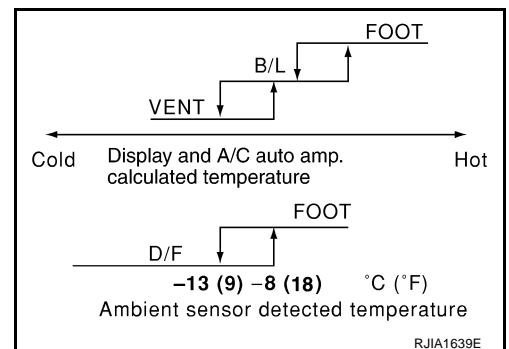 FOOT
B/L
VENT
Cold Display and A/C auto amp. Hot
calculated temperature
FOOT
D/F
–13 (9) –8 (18) °C (°F)
Ambient sensor detected temperature
RJIA1639E